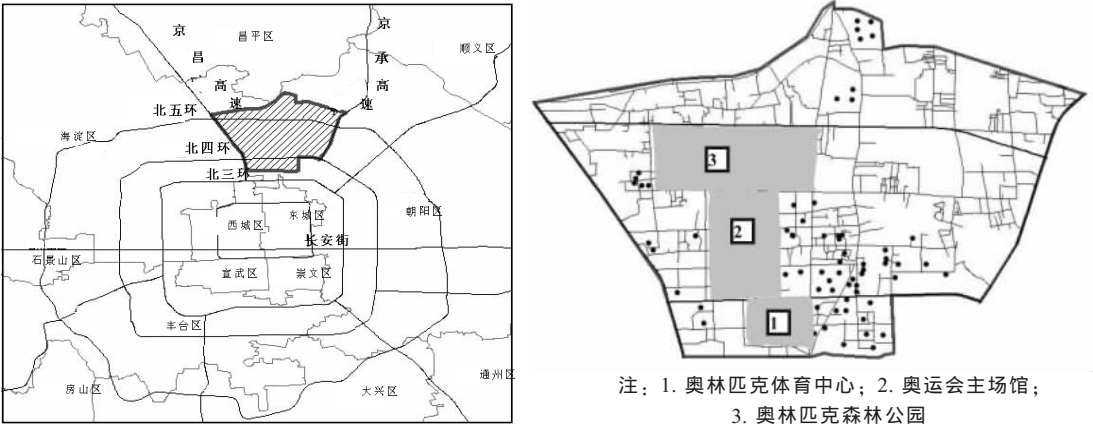 京昌高速
昌平区
京承高速
顺义区
北五环
海淀区
北四环
北三环
朝阳区
西城区
东城区
长安街
石景山区
宣武区
崇文区
丰台区
房山区
大兴区
通州区
3
2
1
注：1. 奥林匹克体育中心；2. 奥运会主场馆；
3. 奥林匹克森林公园